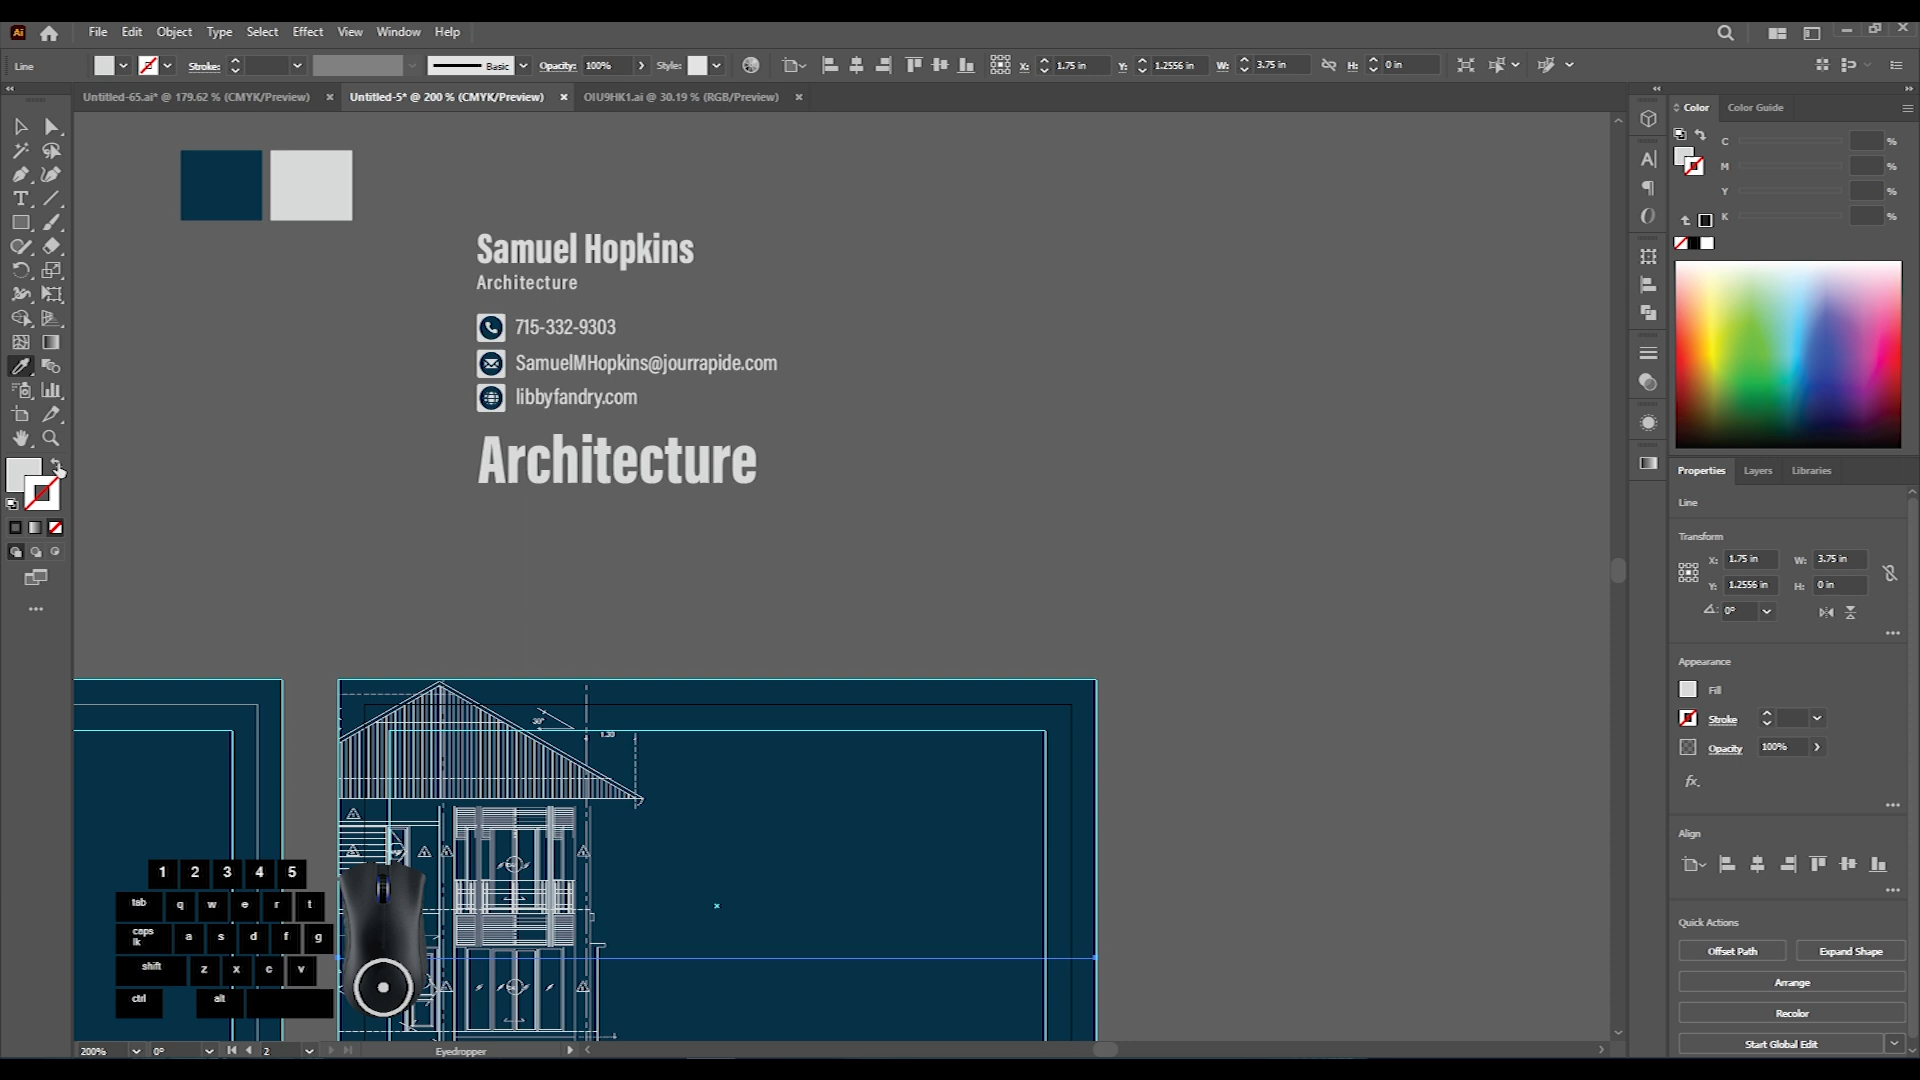 Ai File Edit Object Type Select Effect View Window Help
Line Stroke: Basic Opacity: 100% Style: X: 1.75 in Y: 1.2556 in W: 3.75 in H: 0 in
Untitled-65.ai* @ 179.62 % (CMYK/Preview) × Untitled-5* @ 200 % (CMYK/Preview) × OIU9HK1.ai @ 30.19 % (RGB/Preview) ×
Color Color Guide
C %
M %
Y %
K %
Samuel Hopkins
Architecture
715-332-9303
SamuelMHopkins@jourrapide.com
libbyfandry.com
Architecture
Properties Layers Libraries
Line
Transform
X: 1.75 in W: 3.75 in
Y: 1.2556 in H: 0 in
0°
Appearance
Fill
Stroke
Opacity 100%
fx.
Align
Quick Actions
Offset Path Expand Shape
Arrange
Recolor
Start Global Edit
30°
1.20
1 2 3 4 5
tab q w e r t
caps lk a s d f g
shift z x c v
ctrl alt
200% 0° 2 Eyedropper